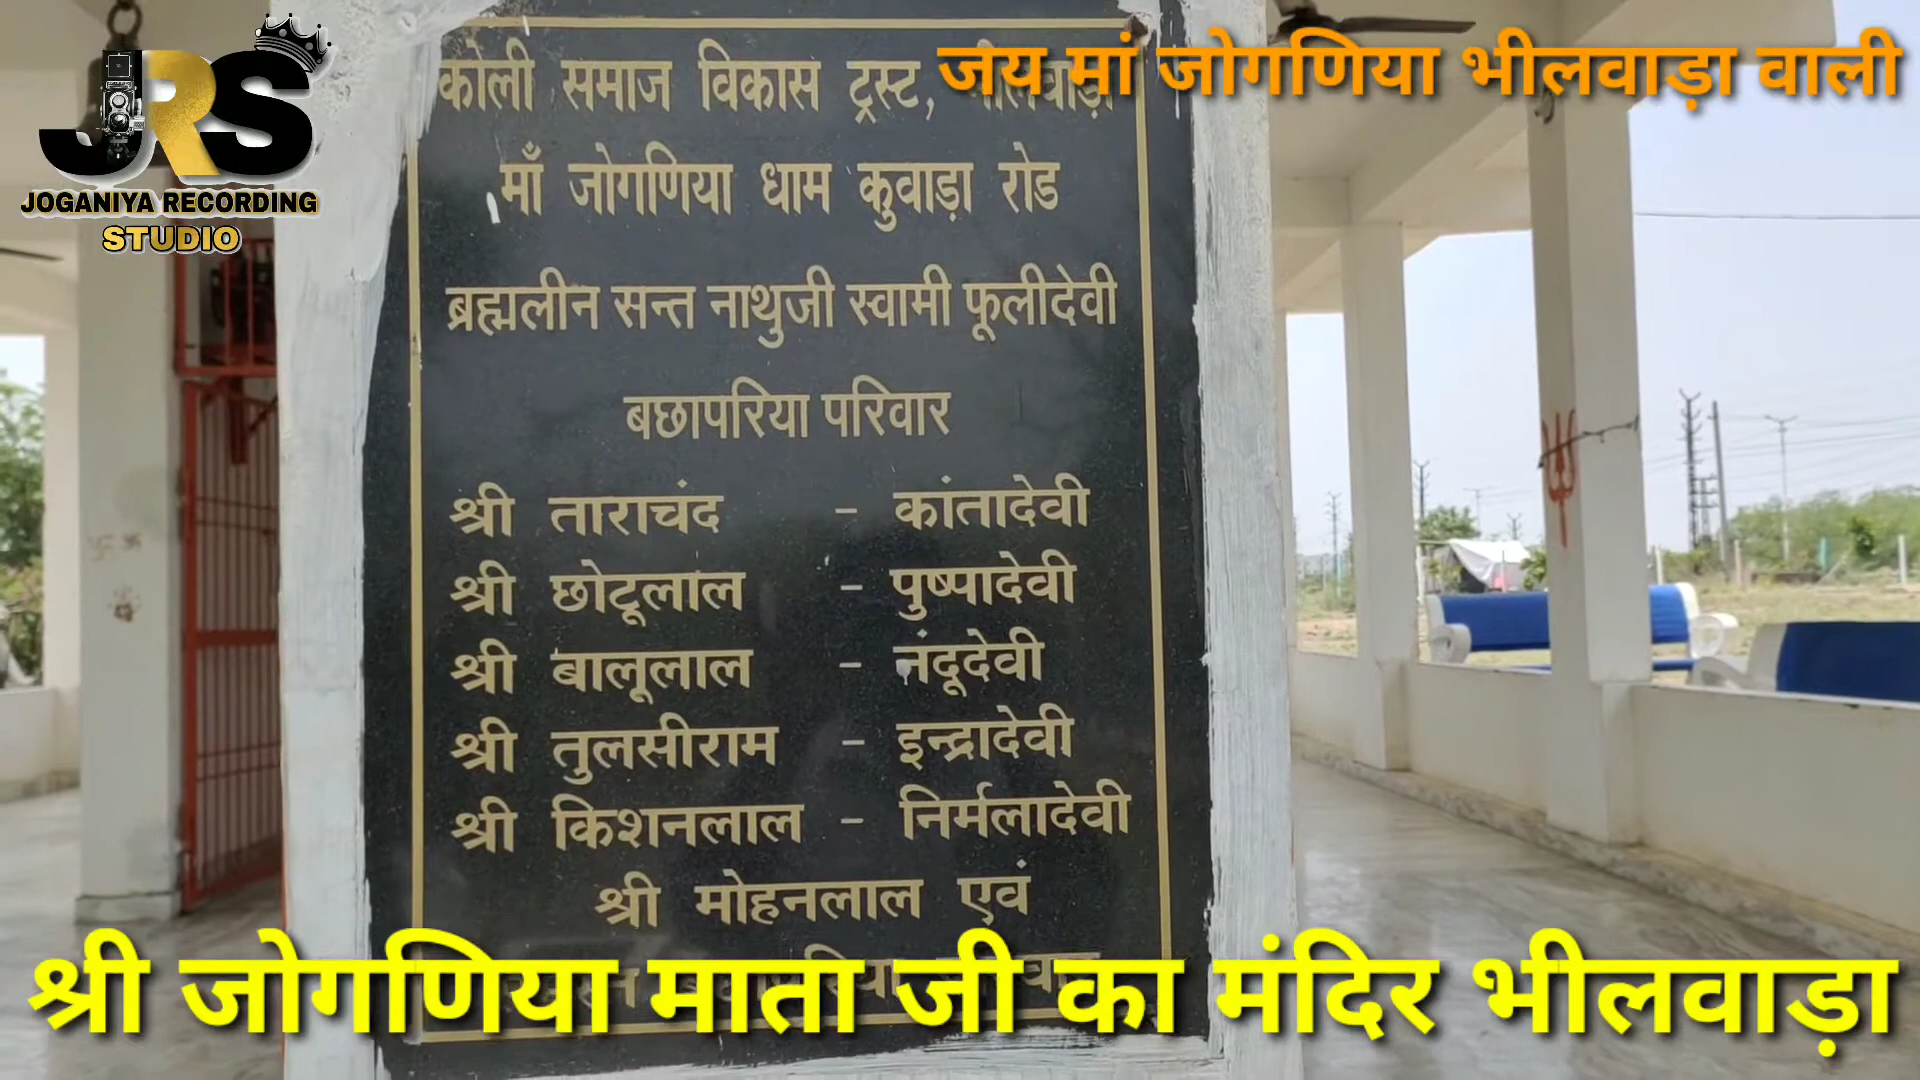 JRS
JOGANIYA RECORDING
STUDIO
जय मां जोगणिया भीलवाड़ा वाली
कोली समाज विकास ट्रस्ट,
माँ जोगणिया धाम कुवाड़ा रोड
ब्रह्मलीन सन्त नाथुजी स्वामी फूलीदेवी
बछापरिया परिवार
श्री ताराचंद - कांतादेवी
श्री छोटूलाल - पुष्पादेवी
श्री बालूलाल - नंदूदेवी
श्री तुलसीराम - इन्द्रादेवी
श्री किशनलाल - निर्मलादेवी
श्री मोहनलाल एवं
श्री जोगणिया माता जी का मंदिर भीलवाड़ा